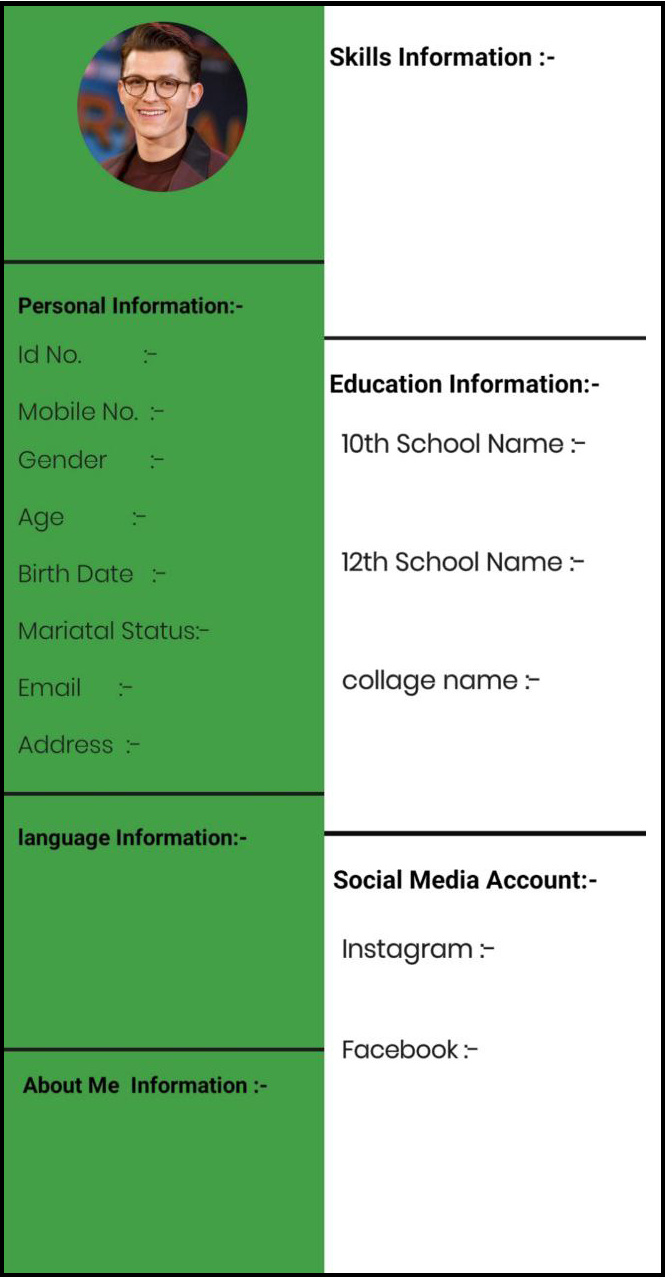 Personal Information:-
Id No. :-
Mobile No. :-
Gender :-
Age :-
Birth Date :-
Mariatal Status:-
Email :-
Address :-
language Information:-
About Me Information :-
Skills Information :-
Education Information:-
10th School Name :-
12th School Name :-
collage name :-
Social Media Account:-
Instagram :-
Facebook :-